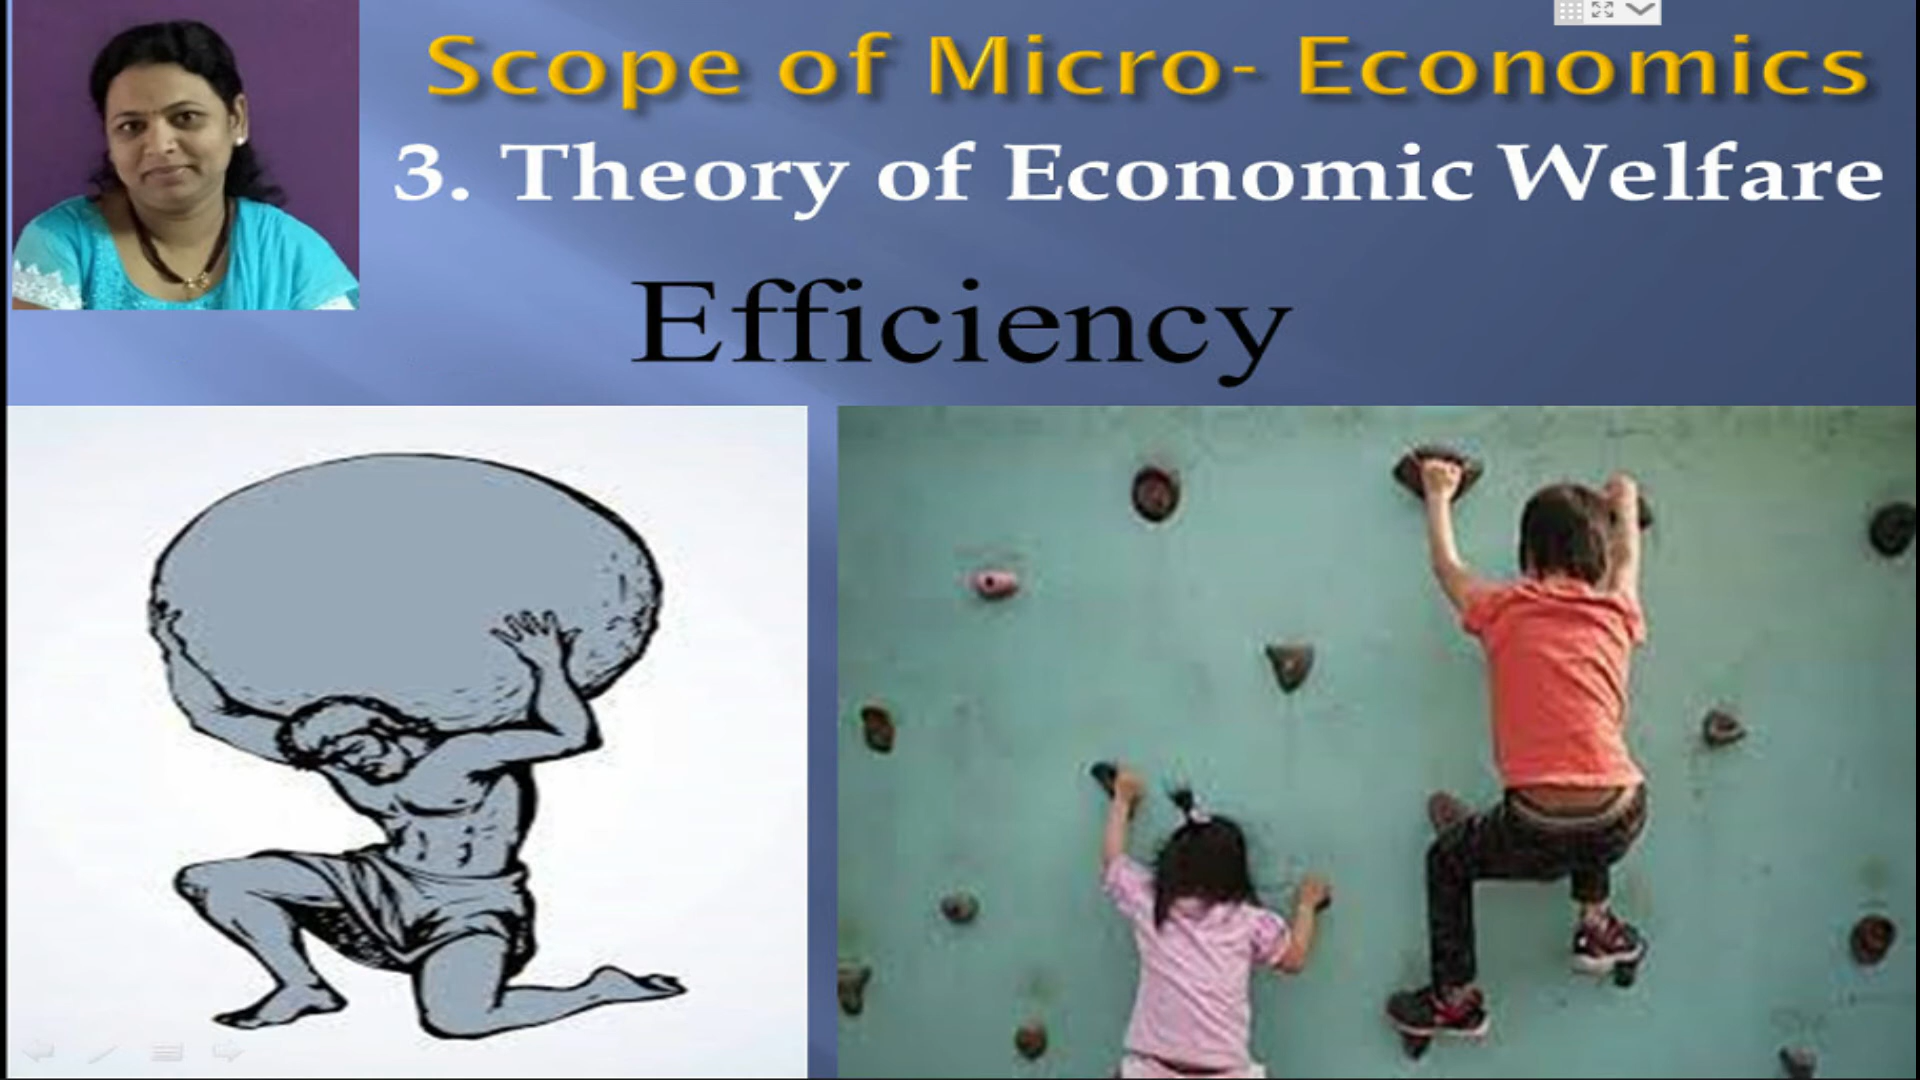 Scope of Micro- Economics
3. Theory of Economic Welfare
Efficiency